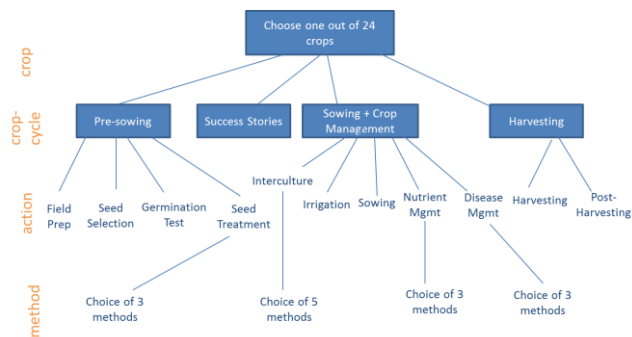 Choose one out of 24
crops
crop
Pre-sowing
Success Stories
Sowing + Crop
Management
Harvesting
crop-
cycle
Field
Prep
Seed
Selection
Germination
Test
Seed
Treatment
Interculture
Irrigation
Sowing
Nutrient
Mgmt
Disease
Mgmt
Harvesting
Post-
Harvesting
action
Choice of 3
methods
Choice of 5
methods
Choice of 3
methods
Choice of 3
methods
method